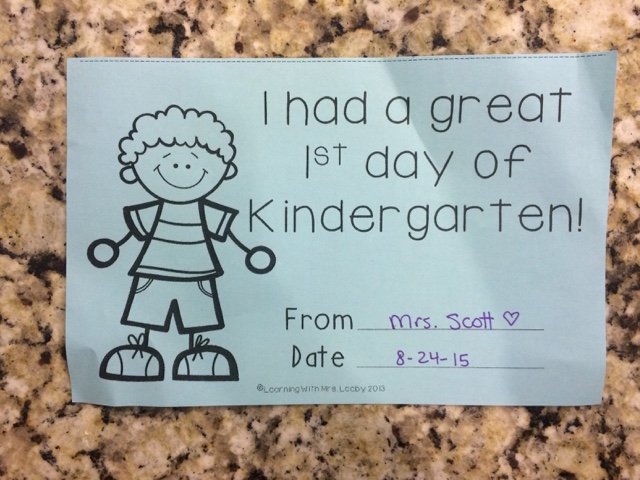 I had a great
1st day of
Kindergarten!
From Mrs. Scott ♡
Date 8-24-15
©Learning With Mrs. Leeby 2013